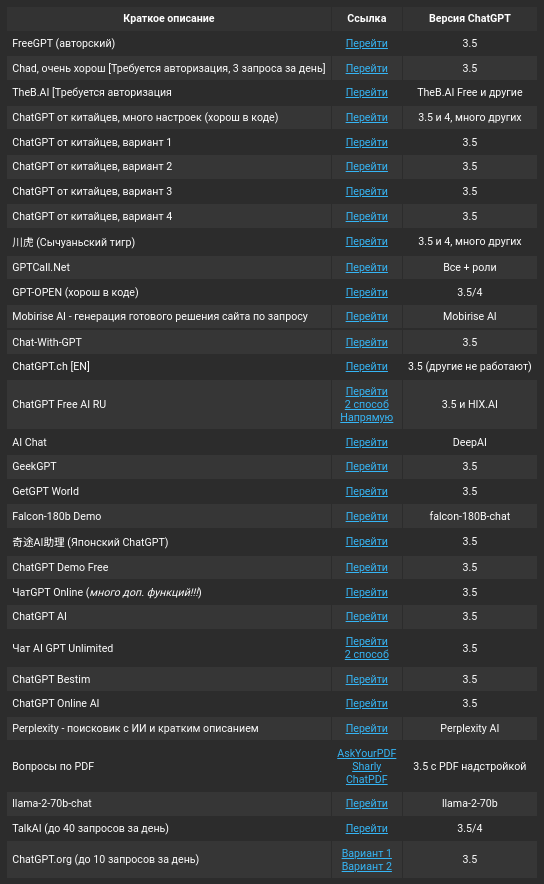 Краткое описание Ссылка Версия ChatGPT
FreeGPT (авторский) Перейти 3.5
Chad, очень хорош [Требуется авторизация, 3 запроса за день] Перейти 3.5
TheB.AI [Требуется авторизация Перейти TheB.AI Free и другие
ChatGPT от китайцев, много настроек (хорош в коде) Перейти 3.5 и 4, много других
ChatGPT от китайцев, вариант 1 Перейти 3.5
ChatGPT от китайцев, вариант 2 Перейти 3.5
ChatGPT от китайцев, вариант 3 Перейти 3.5
ChatGPT от китайцев, вариант 4 Перейти 3.5
川虎 (Сычуаньский тигр) Перейти 3.5 и 4, много других
GPTCall.Net Перейти Все + роли
GPT-OPEN (хорош в коде) Перейти 3.5/4
Mobirise AI - генерация готового решения сайта по запросу Перейти Mobirise AI
Chat-With-GPT Перейти 3.5
ChatGPT.ch [EN] Перейти 3.5 (другие не работают)
Перейти
2 способ
ChatGPT Free AI RU 3.5 и HIX.AI
Напрямую
AI Chat Перейти DeepAI
GeekGPT Перейти 3.5
GetGPT World Перейти 3.5
Falcon-180b Demo Перейти falcon-180B-chat
奇途AI助理 (Японский ChatGPT) Перейти 3.5
ChatGPT Demo Free Перейти 3.5
ЧатGPT Online (много доп. функций!!!) Перейти 3.5
ChatGPT AI Перейти 3.5
Чат AI GPT Unlimited Перейти 3.5
2 способ
ChatGPT Bestim Перейти 3.5
ChatGPT Online AI Перейти 3.5
Perplexity - поисковик с ИИ и кратким описанием Перейти Perplexity AI
AskYourPDF
Вопросы по PDF Sharly 3.5 с PDF надстройкой
ChatPDF
llama-2-70b-chat Перейти llama-2-70b
TalkAI (до 40 запросов за день) Перейти 3.5/4
ChatGPT.org (до 10 запросов за день) Вариант 1 3.5
Вариант 2